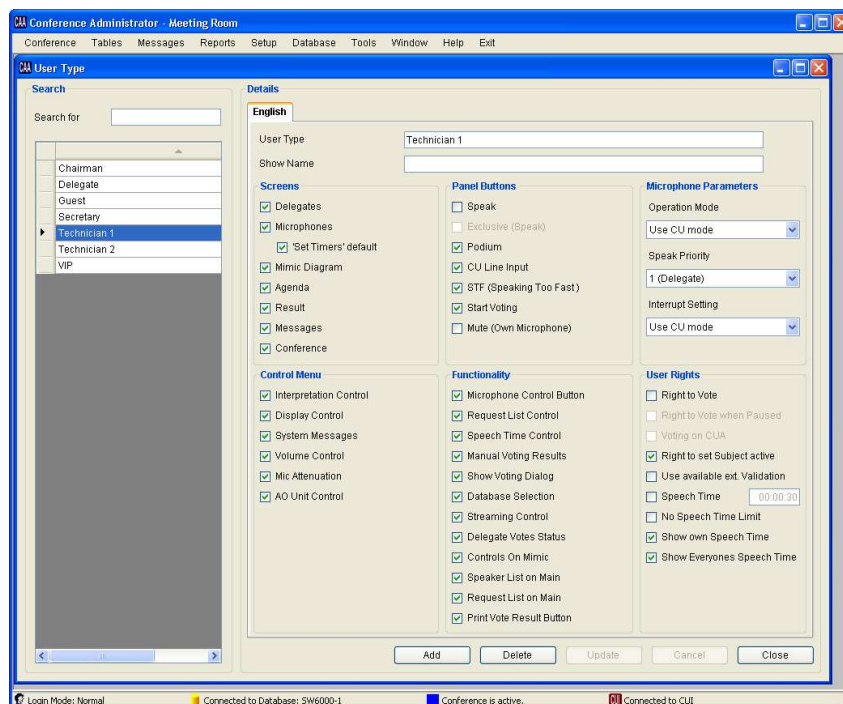 CAA Conference Administrator - Meeting Room
Conference Tables Messages Reports Setup Database Tools Window Help Exit
CAA User Type
Search
Search for
Chairman
Delegate
Guest
Secretary
Technician 1
Technician 2
VIP
Details
English
User Type Technician 1
Show Name
Screens
Delegates
Microphones
'Set Timers' default
Mimic Diagram
Agenda
Result
Messages
Conference
Panel Buttons
Speak
Exclusive (Speak)
Podium
CU Line Input
STF (Speaking Too Fast)
Start Voting
Mute (Own Microphone)
Microphone Parameters
Operation Mode
Use CU mode
Speak Priority
1 (Delegate)
Interrupt Setting
Use CU mode
Control Menu
Interpretation Control
Display Control
System Messages
Volume Control
Mic Attenuation
AO Unit Control
Functionality
Microphone Control Button
Request List Control
Speech Time Control
Manual Voting Results
Show Voting Dialog
Database Selection
Streaming Control
Delegate Votes Status
Controls On Mimic
Speaker List on Main
Request List on Main
Print Vote Result Button
User Rights
Right to Vote
Right to Vote when Paused
Voting on CUA
Right to set Subject active
Use available ext. Validation
Speech Time 00:00:30
No Speech Time Limit
Show own Speech Time
Show Everyones Speech Time
Add Delete Update Cancel Close
Login Mode: Normal Connected to Database: SW6000-1 Conference is active. CU Connected to CU!